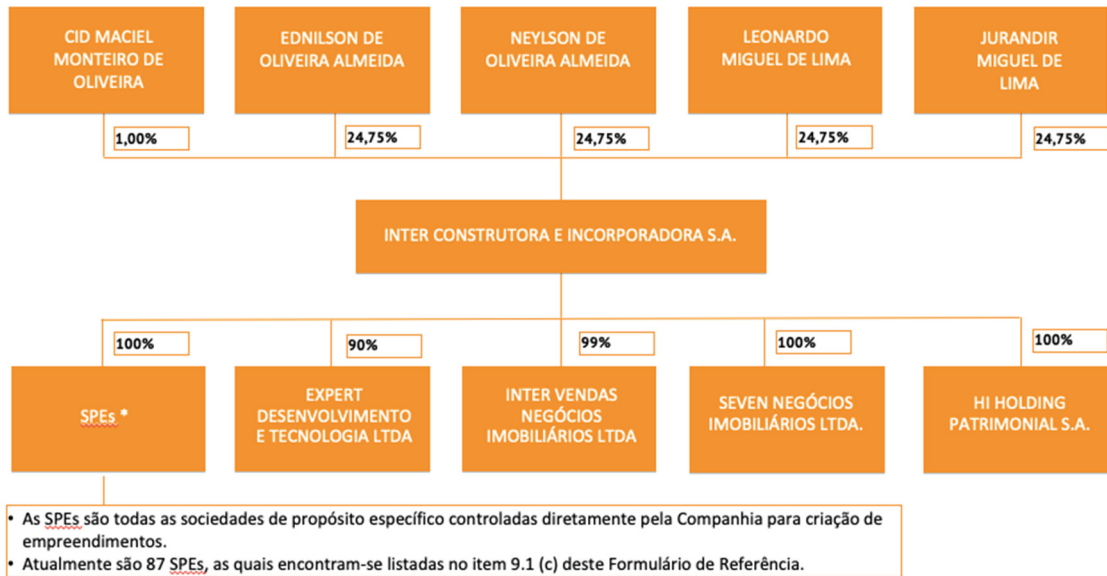 CID MACIEL
MONTEIRO DE
OLIVEIRA
EDNILSON DE
OLIVEIRA ALMEIDA
NEYLSON DE
OLIVEIRA ALMEIDA
LEONARDO
MIGUEL DE LIMA
JURANDIR
MIGUEL DE
LIMA
1,00%
24,75%
24,75%
24,75%
24,75%
INTER CONSTRUTORA E INCORPORADORA S.A.
100%
90%
99%
100%
100%
SPEs *
EXPERT
DESENVOLVIMENTO
E TECNOLOGIA LTDA
INTER VENDAS
NEGÓCIOS
IMOBILIÁRIOS LTDA
SEVEN NEGÓCIOS
IMOBILIÁRIOS LTDA.
HI HOLDING
PATRIMONIAL S.A.
• As SPEs são todas as sociedades de propósito específico controladas diretamente pela Companhia para criação de
empreendimentos.
• Atualmente são 87 SPEs, as quais encontram-se listadas no item 9.1 (c) deste Formulário de Referência.